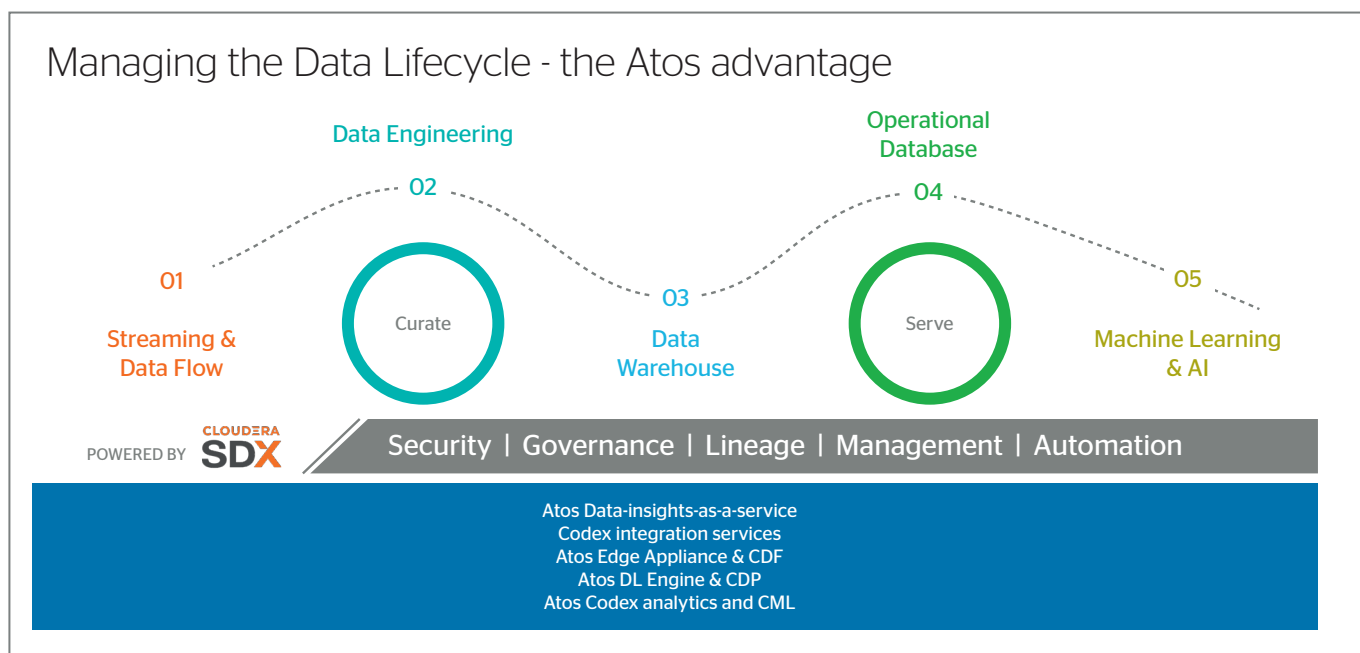 Managing the Data Lifecycle - the Atos advantage
Data Engineering
Operational
Database
02
04
01
03
05
Curate
Serve
Streaming &
Data Flow
Data
Warehouse
Machine Learning
& AI
POWERED BY
CLOUDERA
SDX
Security | Governance | Lineage | Management | Automation
Atos Data-insights-as-a-service
Codex integration services
Atos Edge Appliance & CDF
Atos DL Engine & CDP
Atos Codex analytics and CML